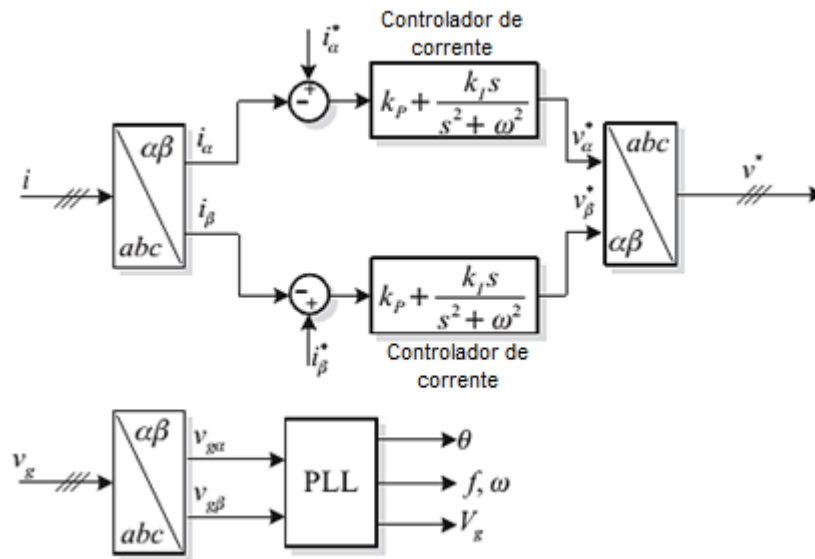 Controlador de
corrente
i*α
kP + kI s / s² + ω²
αβ
abc
i
iα
iβ
v*α
v*β
abc
αβ
v*
kP + kI s / s² + ω²
i*β
Controlador de
corrente
αβ
abc
vg
vgα
vgβ
PLL
θ
f, ω
Vg